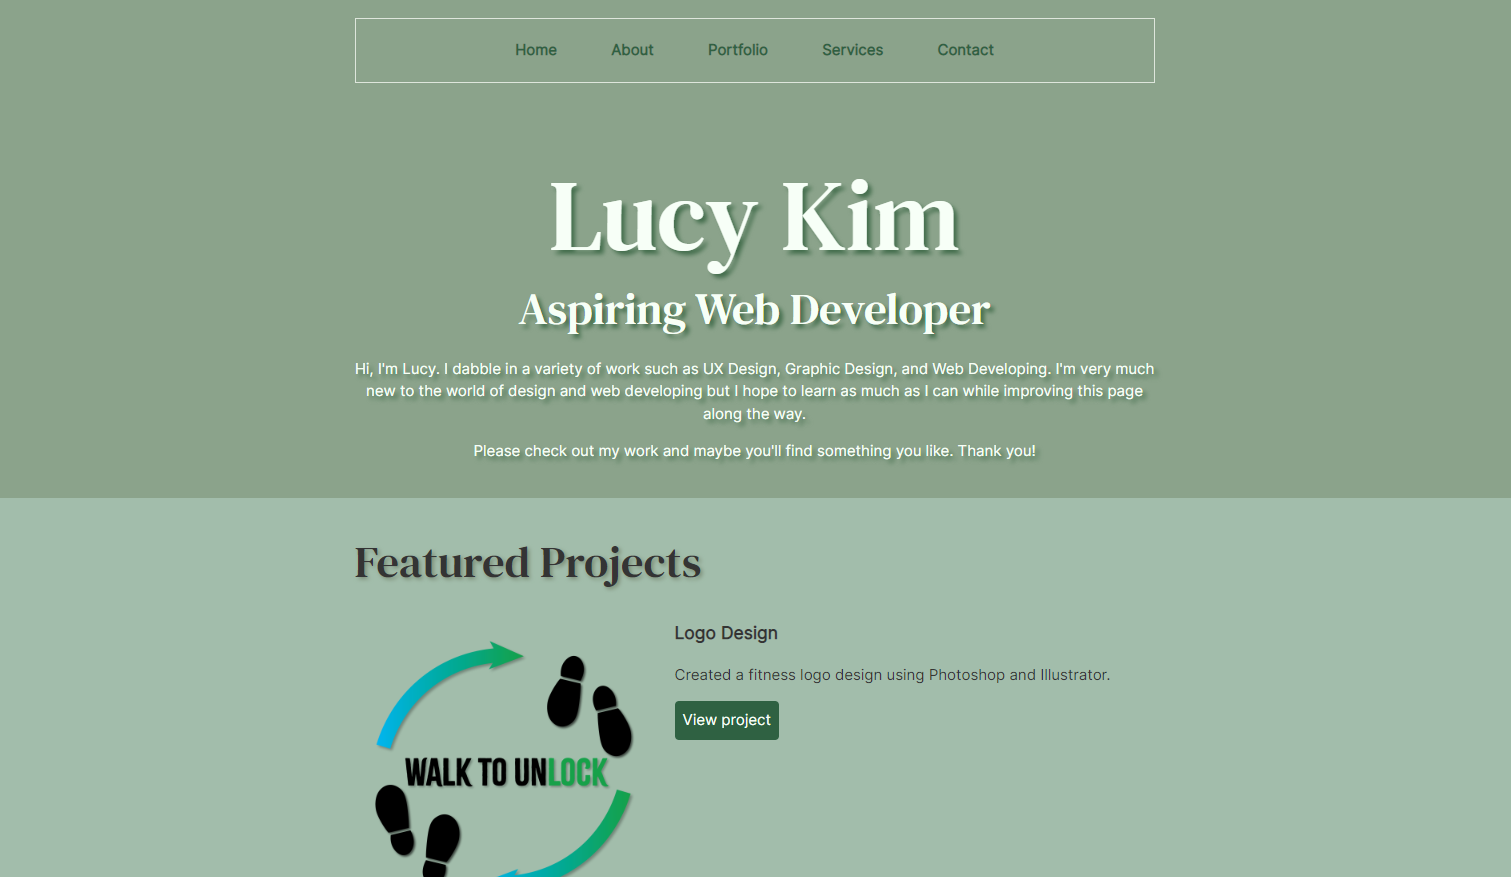 Home About Portfolio Services Contact
Lucy Kim
Aspiring Web Developer
Hi, I'm Lucy. I dabble in a variety of work such as UX Design, Graphic Design, and Web Developing. I'm very much
new to the world of design and web developing but I hope to learn as much as I can while improving this page
along the way.
Please check out my work and maybe you'll find something you like. Thank you!
Featured Projects
Logo Design
Created a fitness logo design using Photoshop and Illustrator.
View project
WALK TO UNLOCK